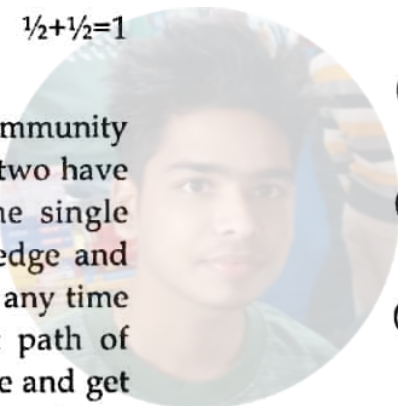 ½+½=1
mmunity
two have
ne single
edge and
any time
path of
e and get